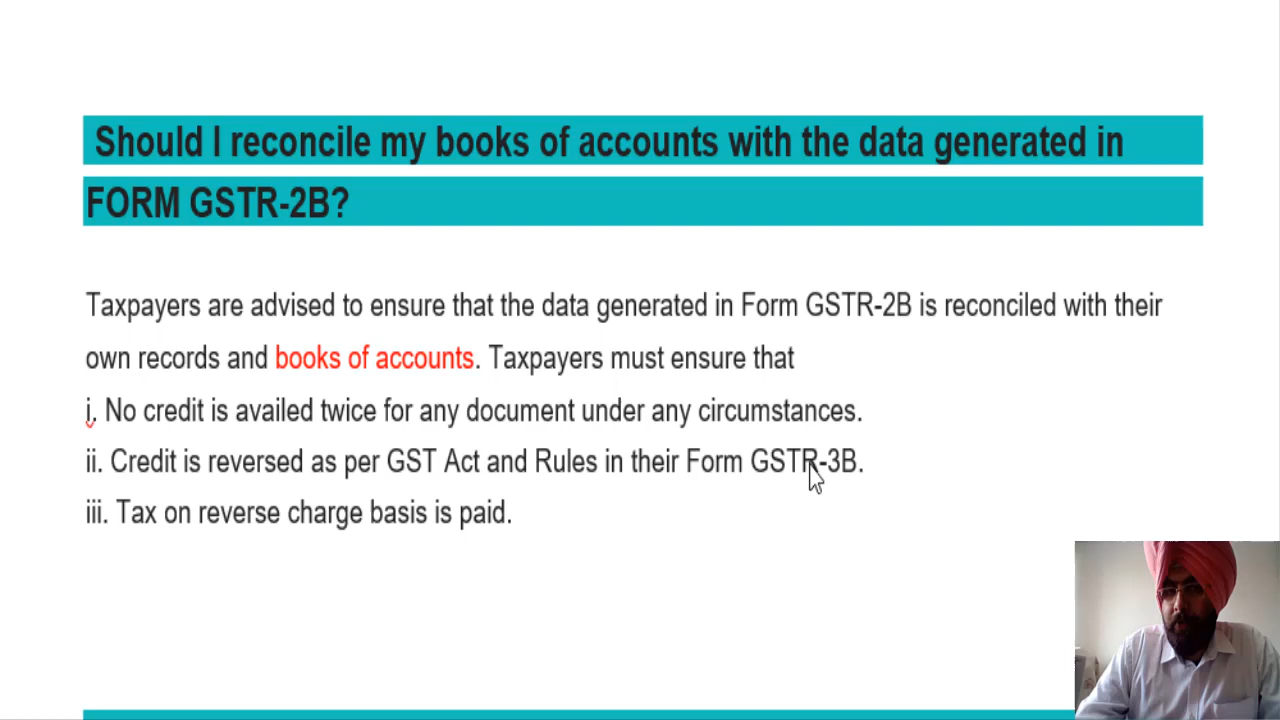 Should I reconcile my books of accounts with the data generated in
FORM GSTR-2B?
Taxpayers are advised to ensure that the data generated in Form GSTR-2B is reconciled with their
own records and books of accounts. Taxpayers must ensure that
i. No credit is availed twice for any document under any circumstances.
ii. Credit is reversed as per GST Act and Rules in their Form GSTR-3B.
iii. Tax on reverse charge basis is paid.